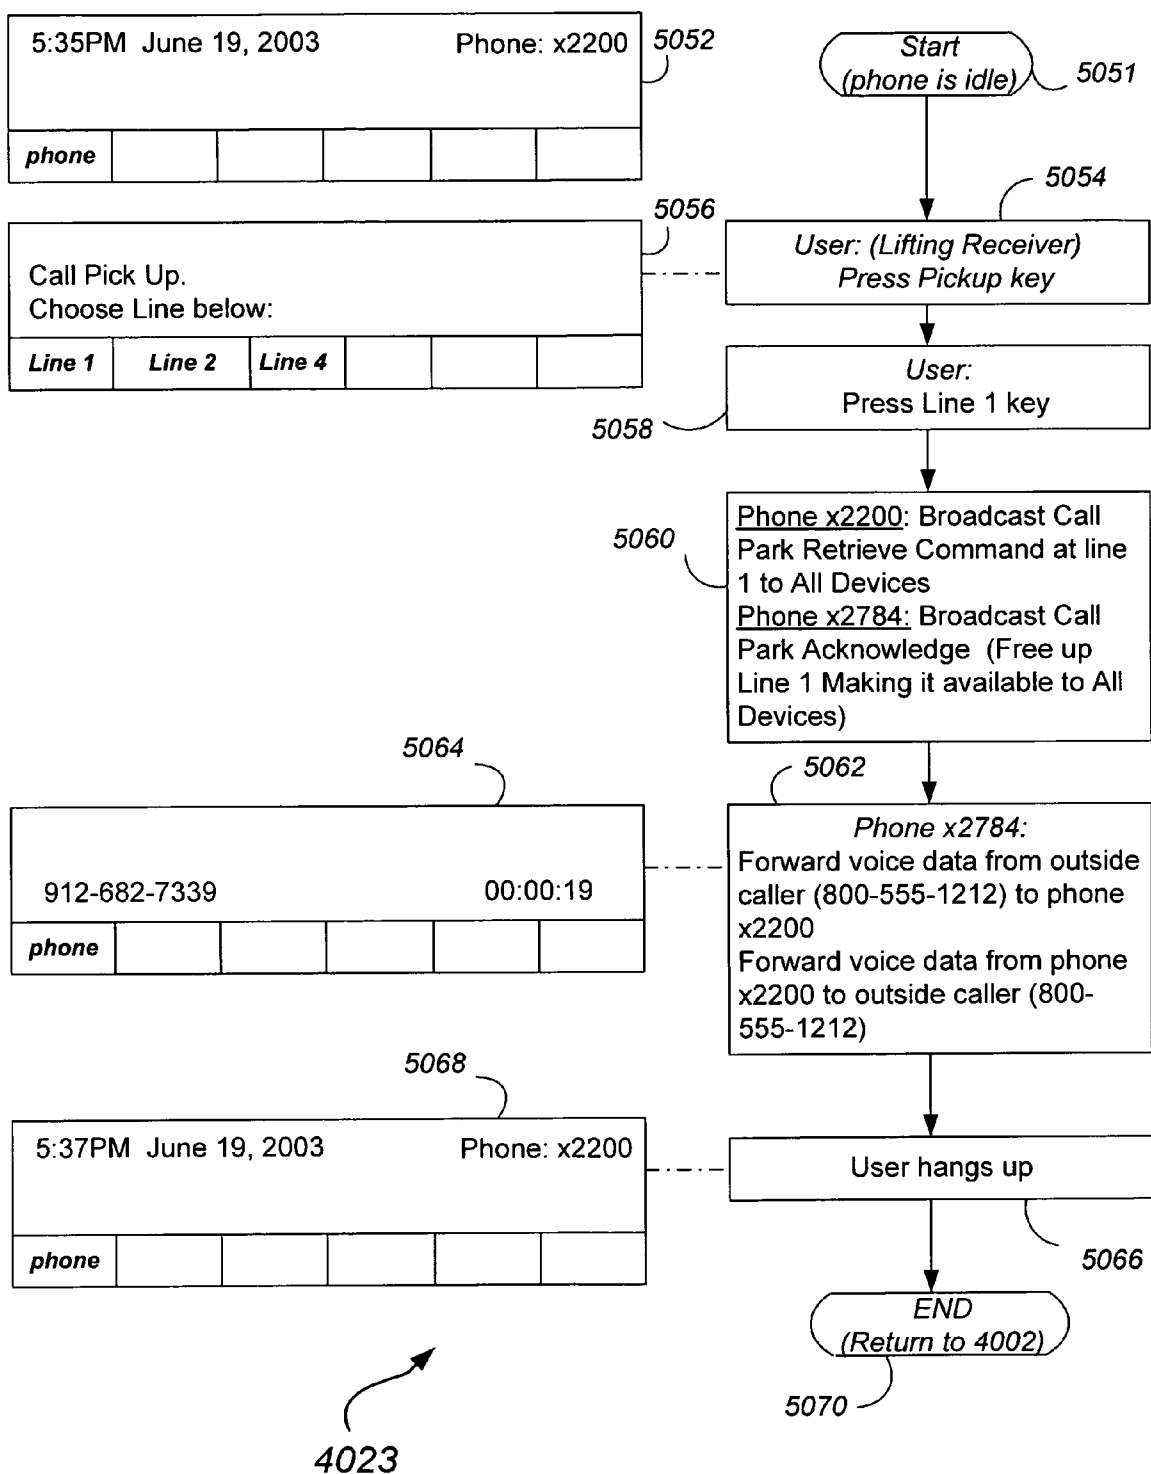 5:35PM June 19, 2003 Phone: x2200
5052
phone
Start
(phone is idle)
5051
5054
5056
Call Pick Up.
Choose Line below:
Line 1 Line 2 Line 4
User: (Lifting Receiver)
Press Pickup key
User:
Press Line 1 key
5058
5060
Phone x2200: Broadcast Call
Park Retrieve Command at line
1 to All Devices
Phone x2784: Broadcast Call
Park Acknowledge (Free up
Line 1 Making it available to All
Devices)
5064
5062
912-682-7339 00:00:19
phone
Phone x2784:
Forward voice data from outside
caller (800-555-1212) to phone
x2200
Forward voice data from phone
x2200 to outside caller (800-
555-1212)
5068
5:37PM June 19, 2003 Phone: x2200
phone
User hangs up
5066
END
(Return to 4002)
5070
4023